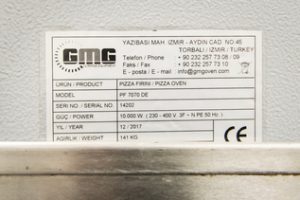 GMG
YAZIBASI MAH. IZMIR - AYDIN CAD. NO:45
TORBALI / IZMIR / TURKEY
Telefon / Phone : + 90 232 257 73 08 / 09
Faks / Fax : + 90 232 257 73 10
E - posta / E - mail : info@gmgoven.com
ÜRÜN / PRODUCT : PIZZA FIRINI / PIZZA OVEN
MODEL : PF 7070 DE
SERI NO / SERIAL NO : 14202
GÜÇ / POWER : 10.000 W. ( 230 - 400 V. 3F - N PE 50 Hz )
YIL / YEAR : 12 / 2017
AĞIRLIK / WEIGHT : 141 KG.
CE